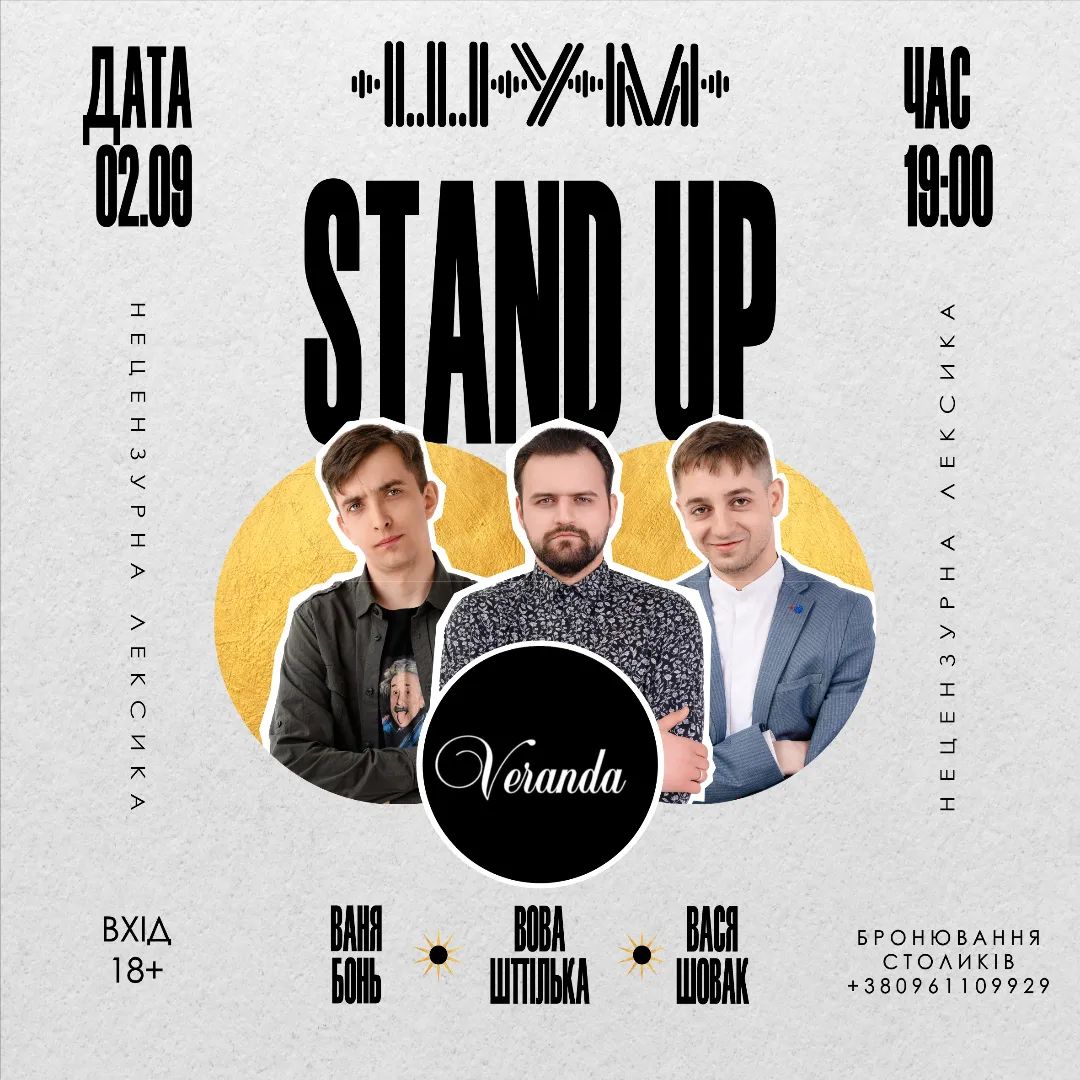 ДАТА
02.09
ШУМ
ЧАС
19:00
STAND UP
НЕЦЕНЗУРНА ЛЕКСИКА
НЕЦЕНЗУРНА ЛЕКСИКА
Veranda
ВХІД
18+
ВАНЯ
БОНЬ
ВОВА
ШПІЛЬКА
ВАСЯ
ШОВАК
БРОНЮВАННЯ
СТОЛИКІВ
+380961109929